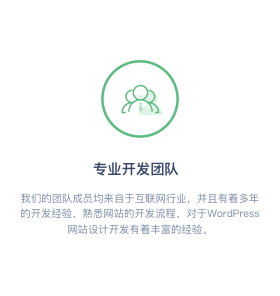 专业开发团队
我们的团队成员均来自于互联网行业，并且有着多年
的开发经验，熟悉网站的开发流程，对于WordPress
网站设计开发有着丰富的经验。